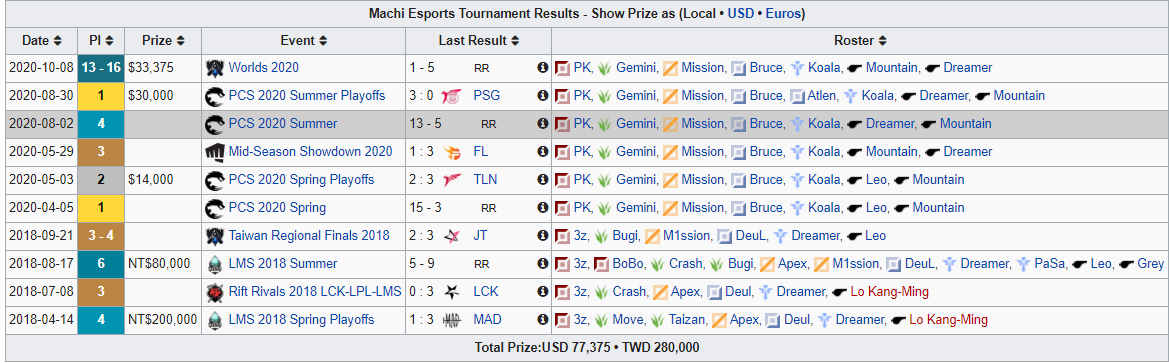 Machi Esports Tournament Results - Show Prize as (Local • USD • Euros)
Date Pl Prize Event Last Result Roster
2020-10-08 13 - 16 $33,375 Worlds 2020 1 - 5 RR PK, Gemini, Mission, Bruce, Koala, Mountain, Dreamer
2020-08-30 1 $30,000 PCS 2020 Summer Playoffs 3 : 0 PSG PK, Gemini, Mission, Bruce, Atlen, Koala, Dreamer, Mountain
2020-08-02 4 PCS 2020 Summer 13 - 5 RR PK, Gemini, Mission, Bruce, Koala, Dreamer, Mountain
2020-05-29 3 Mid-Season Showdown 2020 1 : 3 FL PK, Gemini, Mission, Bruce, Koala, Mountain, Dreamer
2020-05-03 2 $14,000 PCS 2020 Spring Playoffs 2 : 3 TLN PK, Gemini, Mission, Bruce, Koala, Leo, Mountain
2020-04-05 1 PCS 2020 Spring 15 - 3 RR PK, Gemini, Mission, Bruce, Koala, Leo, Mountain
2018-09-21 3 - 4 Taiwan Regional Finals 2018 2 : 3 JT 3z, Bugi, M1ssion, DeuL, Dreamer, Leo
2018-08-17 6 NT$80,000 LMS 2018 Summer 5 - 9 RR 3z, BoBo, Crash, Bugi, Apex, M1ssion, DeuL, Dreamer, PaSa, Leo, Grey
2018-07-08 3 Rift Rivals 2018 LCK-LPL-LMS 0 : 3 LCK 3z, Crash, Apex, Deul, Dreamer, Lo Kang-Ming
2018-04-14 4 NT$200,000 LMS 2018 Spring Playoffs 1 : 3 MAD 3z, Move, Taizan, Apex, Deul, Dreamer, Lo Kang-Ming
Total Prize:USD 77,375 • TWD 280,000